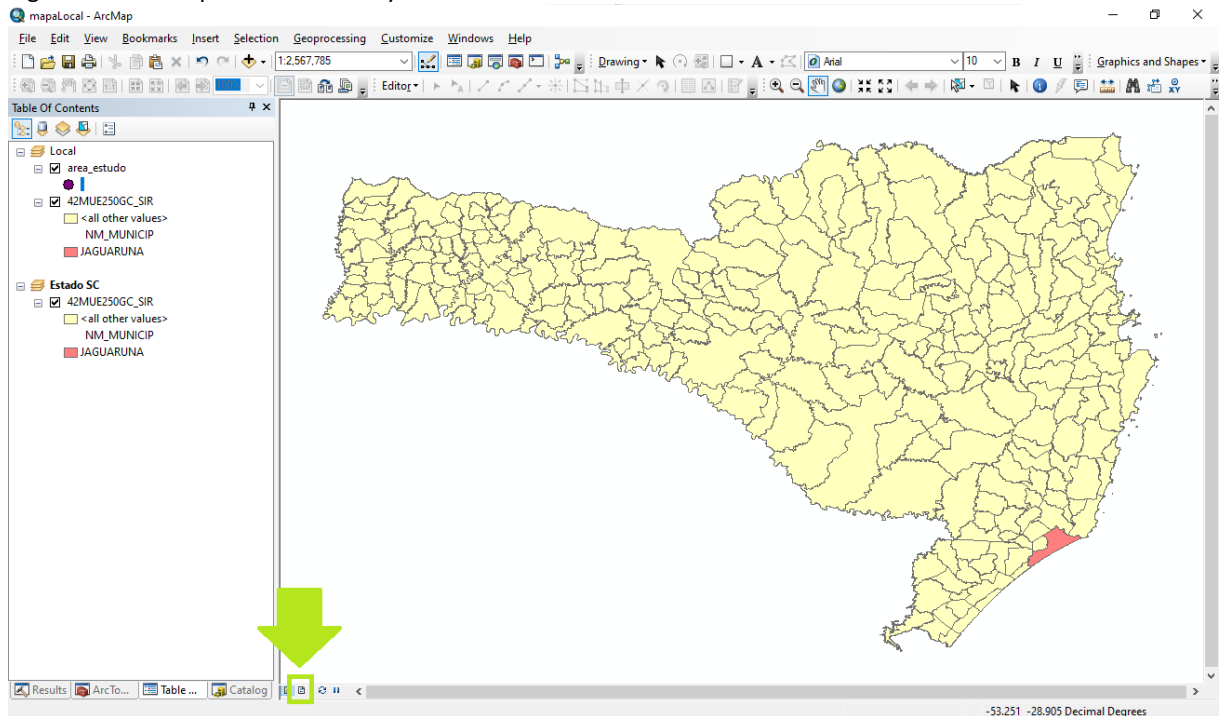 mapaLocal - ArcMap
File Edit View Bookmarks Insert Selection Geoprocessing Customize Windows Help
1:2,567,785 Drawing A Arial 10 B I U Graphics and Shapes
Editor
Table Of Contents
Local
area_estudo
42MUE250GC_SIR
<all other values>
NM_MUNICIP
JAGUARUNA
Estado SC
42MUE250GC_SIR
<all other values>
NM_MUNICIP
JAGUARUNA
Results ArcTo... Table ... Catalog
-53.251 -28.905 Decimal Degrees